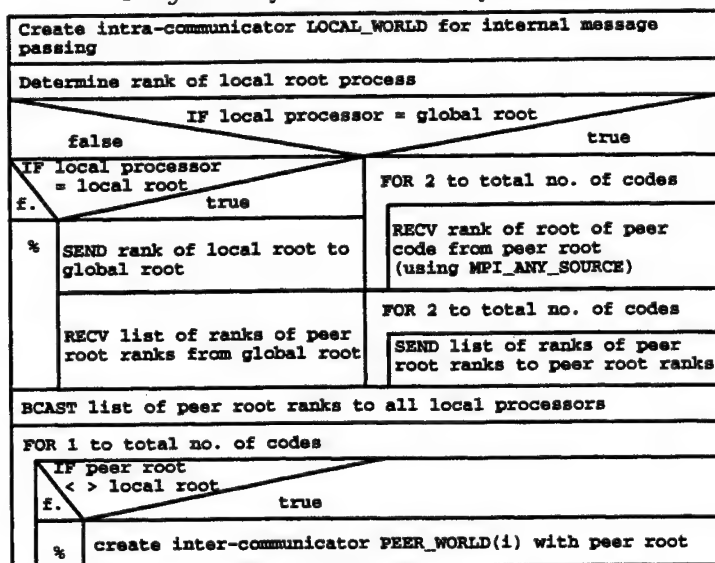 Create intra-communicator LOCAL_WORLD for internal message
passing
Determine rank of local root process
IF local processor = global root
false
true
IF local processor
= local root
f.
true
%
SEND rank of local root to
global root
RECV list of ranks of peer
root ranks from global root
FOR 2 to total no. of codes
RECV rank of root of peer
code from peer root
(using MPI_ANY_SOURCE)
FOR 2 to total no. of codes
SEND list of ranks of peer
root ranks to peer root ranks
BCAST list of peer root ranks to all local processors
FOR 1 to total no. of codes
IF peer root
< > local root
f.
true
%
create inter-communicator PEER_WORLD(i) with peer root